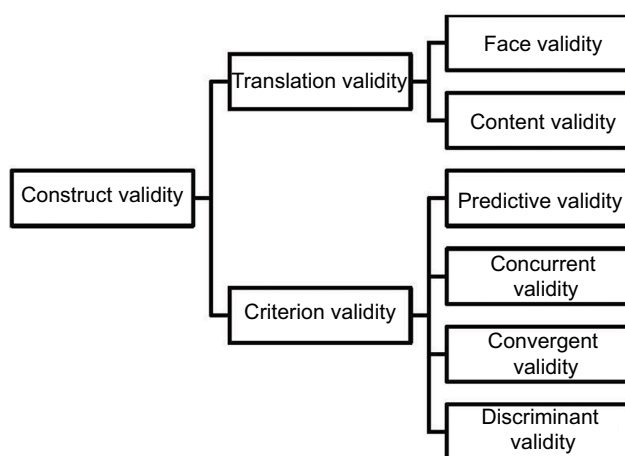 Face validity
Translation validity
Content validity
Construct validity
Predictive validity
Concurrent
validity
Criterion validity
Convergent
validity
Discriminant
validity